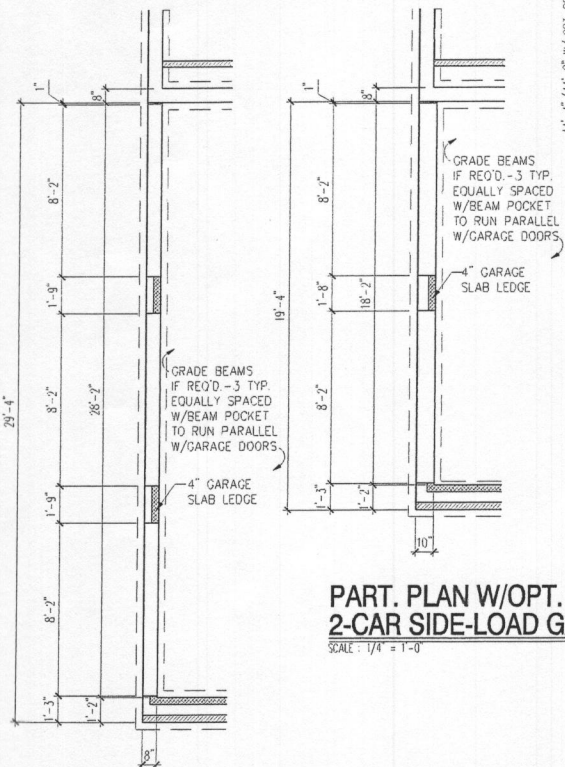 1"
8"
8'-2"
1'-9"
8'-2"
28'-2"
29'-4"
1'-9"
8'-2"
1'-3"
1'-2"
8"
GRADE BEAMS
IF REQ'D.-3 TYP.
EQUALLY SPACED
W/BEAM POCKET
TO RUN PARALLEL
W/GARAGE DOORS
4" GARAGE
SLAB LEDGE
1"
8"
8'-2"
1'-8"
18'-2"
19'-4"
8'-2"
1'-3"
1'-2"
10"
GRADE BEAMS
IF REQ'D.-3 TYP.
EQUALLY SPACED
W/BEAM POCKET
TO RUN PARALLEL
W/GARAGE DOORS
4" GARAGE
SLAB LEDGE
PART. PLAN W/OPT.
2-CAR SIDE-LOAD G
SCALE : 1/4" = 1'-0"